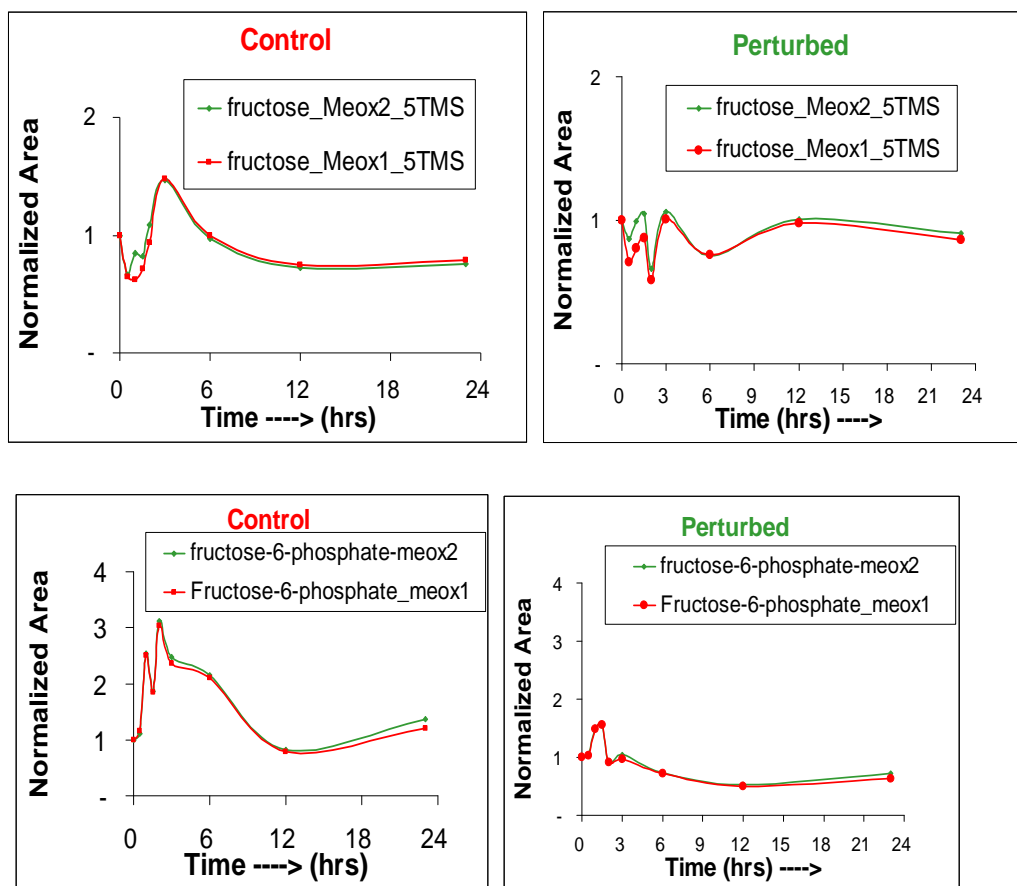 Control
fructose_Meox2_5TMS
fructose_Meox1_5TMS
Normalized Area
2
1
-
0 6 12 18 24
Time ----> (hrs)
Perturbed
fructose_Meox2_5TMS
fructose_Meox1_5TMS
Normalized Area
2
1
-
0 3 6 9 12 15 18 21 24
Time (hrs) ---->
Control
fructose-6-phosphate-meox2
Fructose-6-phosphate_meox1
Normalized Area
4
3
2
1
-
0 6 12 18 24
Time ----> (hrs)
Perturbed
fructose-6-phosphate-meox2
Fructose-6-phosphate_meox1
Normalized Area
4
3
2
1
-
0 3 6 9 12 15 18 21 24
Time (hrs) ---->